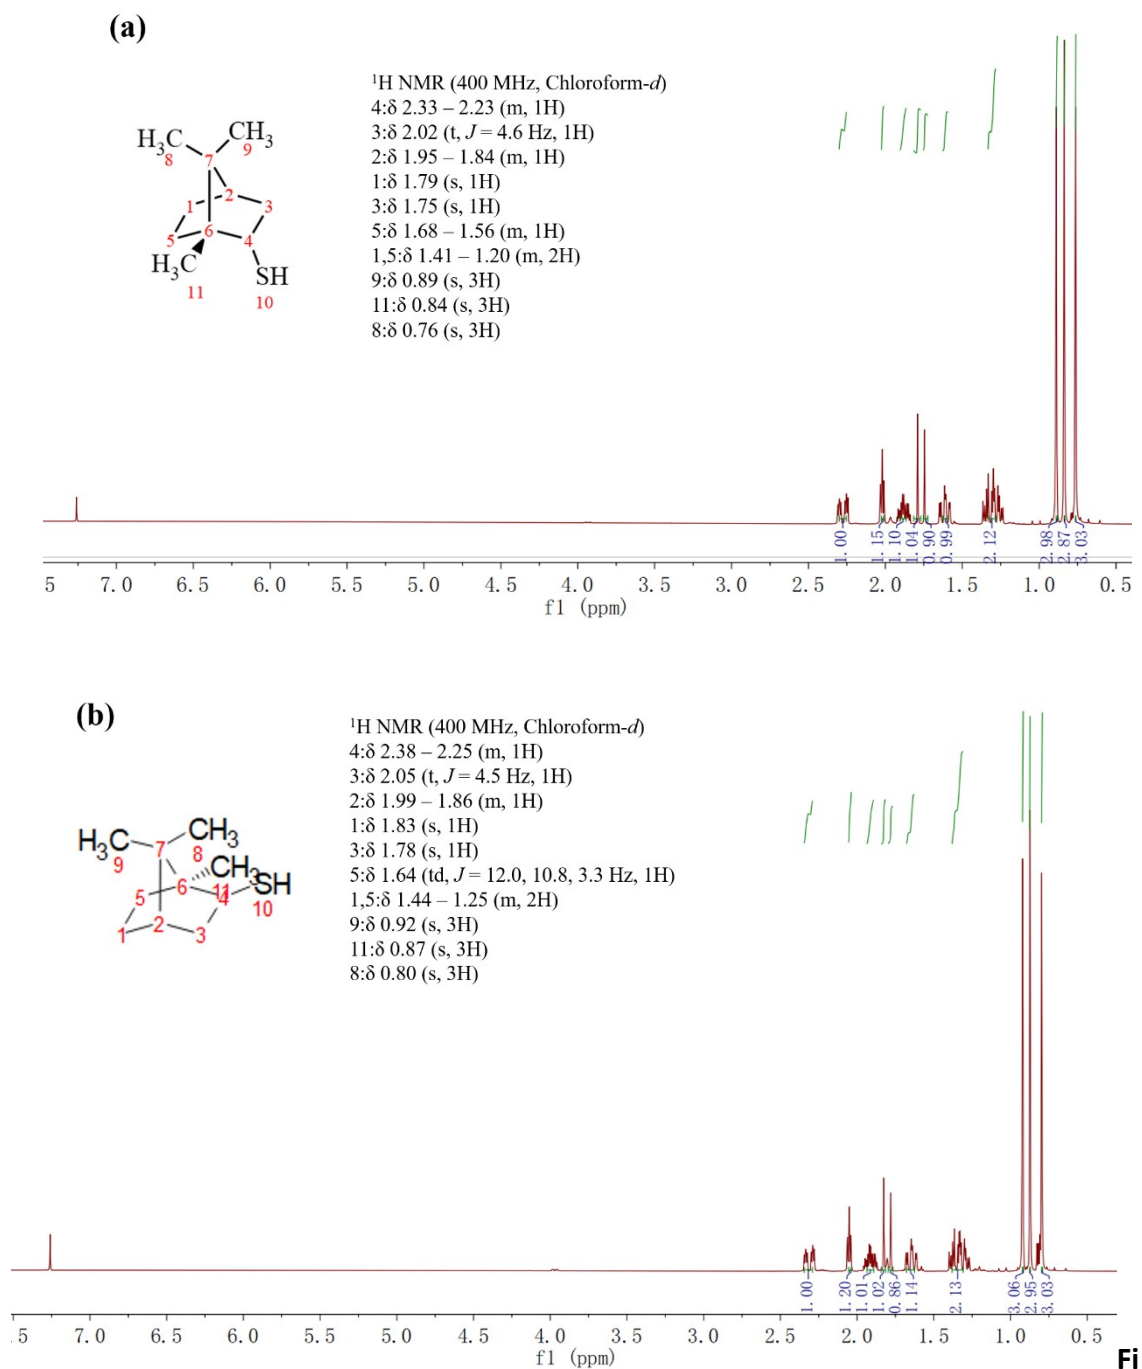 (a)
¹H NMR (400 MHz, Chloroform-d)
4:δ 2.33 – 2.23 (m, 1H)
3:δ 2.02 (t, J = 4.6 Hz, 1H)
2:δ 1.95 – 1.84 (m, 1H)
1:δ 1.79 (s, 1H)
3:δ 1.75 (s, 1H)
5:δ 1.68 – 1.56 (m, 1H)
1,5:δ 1.41 – 1.20 (m, 2H)
9:δ 0.89 (s, 3H)
11:δ 0.84 (s, 3H)
8:δ 0.76 (s, 3H)
H₃C CH₃
8 9
7
2
1 3
5 6 4
H₃C SH
11 10
1.00 1.15 1.10 1.04 0.90 0.99 2.12 2.98 2.87 3.03
5 7.0 6.5 6.0 5.5 5.0 4.5 4.0 3.5 3.0 2.5 2.0 1.5 1.0 0.5
f1 (ppm)
(b)
¹H NMR (400 MHz, Chloroform-d)
4:δ 2.38 – 2.25 (m, 1H)
3:δ 2.05 (t, J = 4.5 Hz, 1H)
2:δ 1.99 – 1.86 (m, 1H)
1:δ 1.83 (s, 1H)
3:δ 1.78 (s, 1H)
5:δ 1.64 (td, J = 12.0, 10.8, 3.3 Hz, 1H)
1,5:δ 1.44 – 1.25 (m, 2H)
9:δ 0.92 (s, 3H)
11:δ 0.87 (s, 3H)
8:δ 0.80 (s, 3H)
H₃C CH₃
9 7 8
CH₃
6 11 SH
5 4 10
1 2 3
1.00 1.20 1.01 1.02 0.86 1.14 2.13 3.06 2.95 3.03
.5 7.0 6.5 6.0 5.5 5.0 4.5 4.0 3.5 3.0 2.5 2.0 1.5 1.0 0.5
f1 (ppm)
Fi